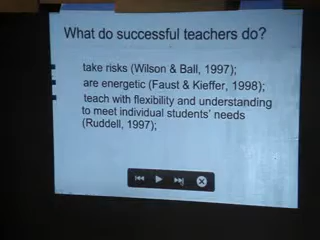 What do successful teachers do?
take risks (Wilson & Ball, 1997);
are energetic (Faust & Kieffer, 1998);
teach with flexibility and understanding
to meet individual students' needs
(Ruddell, 1997);